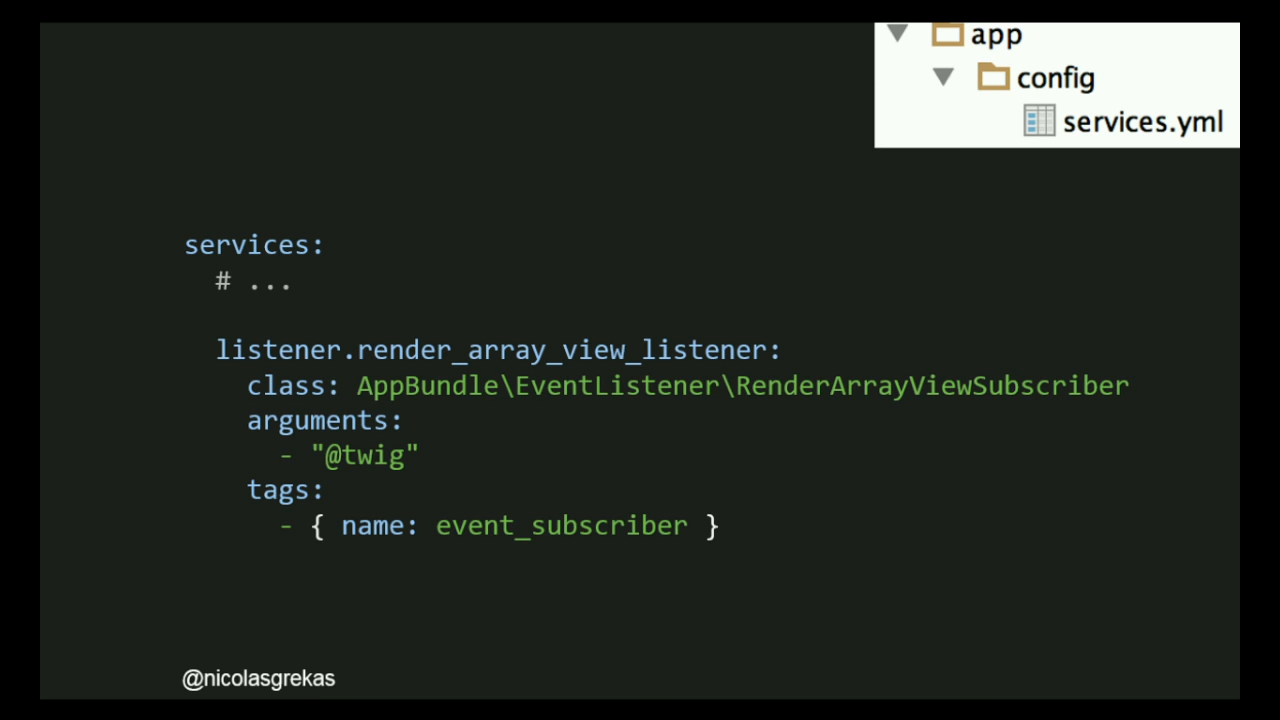 app
config
services.yml
services:
# ...
listener.render_array_view_listener:
class: AppBundle\EventListener\RenderArrayViewSubscriber
arguments:
- "@twig"
tags:
- { name: event_subscriber }
@nicolasgrekas